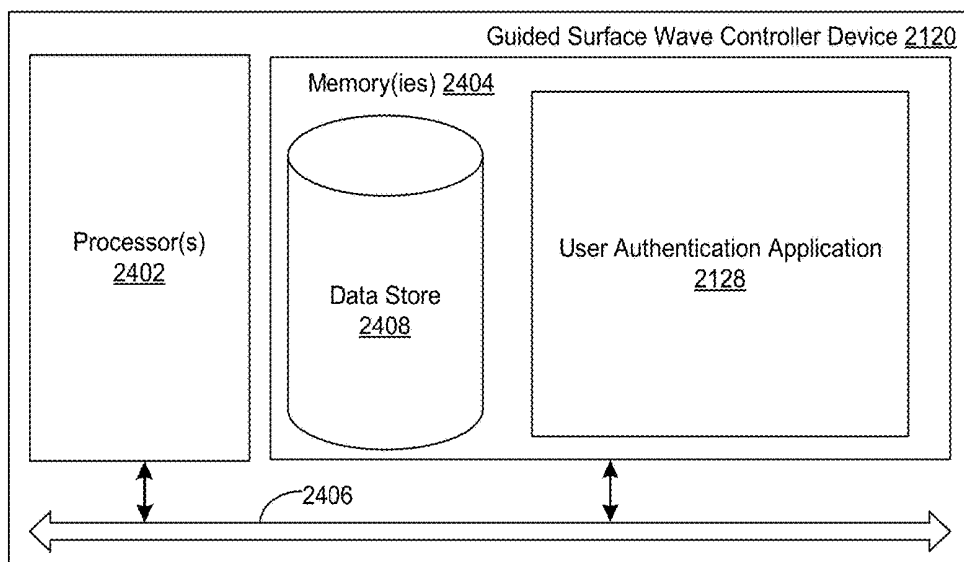 Guided Surface Wave Controller Device 2120
Memory(ies) 2404
Processor(s)
2402
Data Store
2408
User Authentication Application
2128
2406